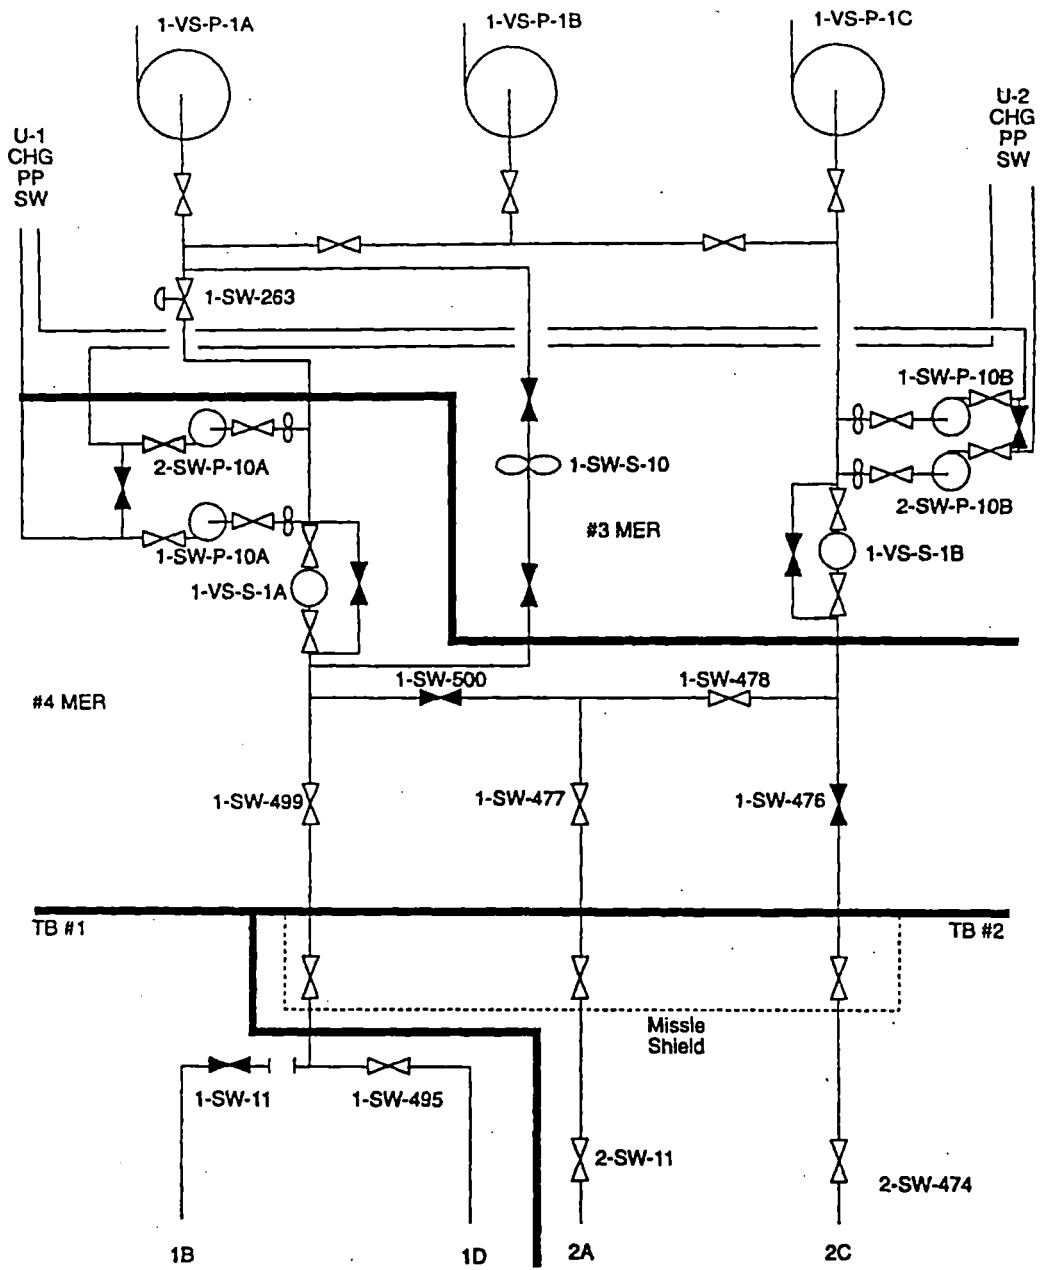 1-VS-P-1A
1-VS-P-1B
1-VS-P-1C
U-1
CHG
PP
SW
U-2
CHG
PP
SW
1-SW-263
1-SW-P-10B
2-SW-P-10A
1-SW-S-10
2-SW-P-10B
#3 MER
1-SW-P-10A
1-VS-S-1B
1-VS-S-1A
1-SW-500
1-SW-478
#4 MER
1-SW-499
1-SW-477
1-SW-476
TB #1
TB #2
Missle
Shield
1-SW-11
1-SW-495
2-SW-11
2-SW-474
1B
1D
2A
2C